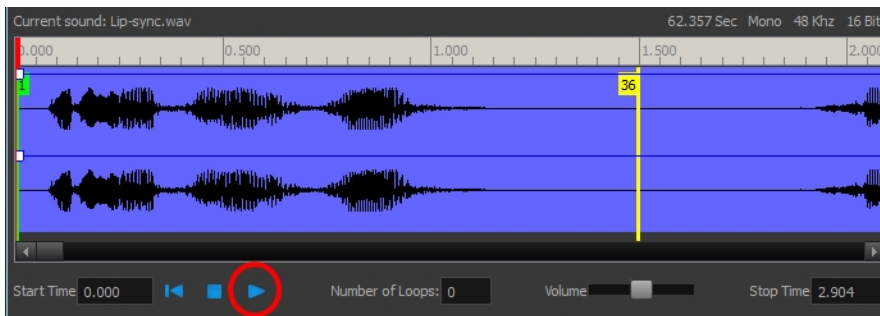 Current sound: Lip-sync.wav 62.357 Sec Mono 48 Khz 16 Bit
0.000 0.500 1.000 1.500 2.000
1 36
Start Time 0.000 Number of Loops: 0 Volume Stop Time 2.904